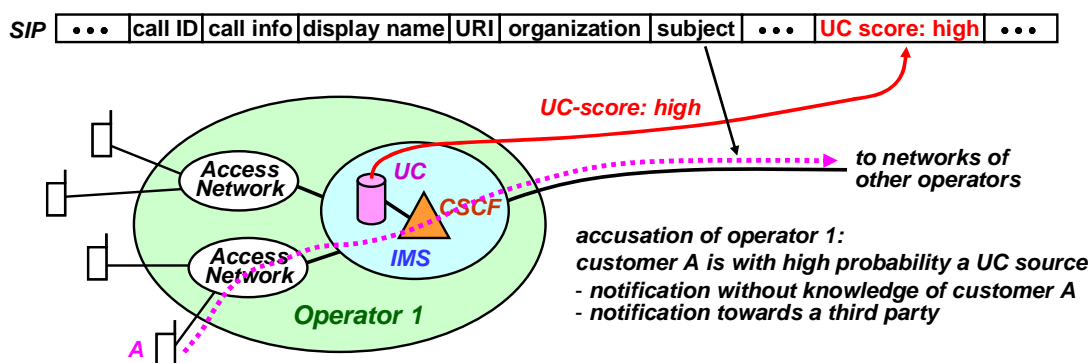 SIP ••• call ID call info display name URI organization subject ••• UC score: high •••
UC-score: high
Access
Network
UC
CSCF
IMS
to networks of
other operators
Access
Network
Operator 1
A
accusation of operator 1:
customer A is with high probability a UC source
- notification without knowledge of customer A
- notification towards a third party